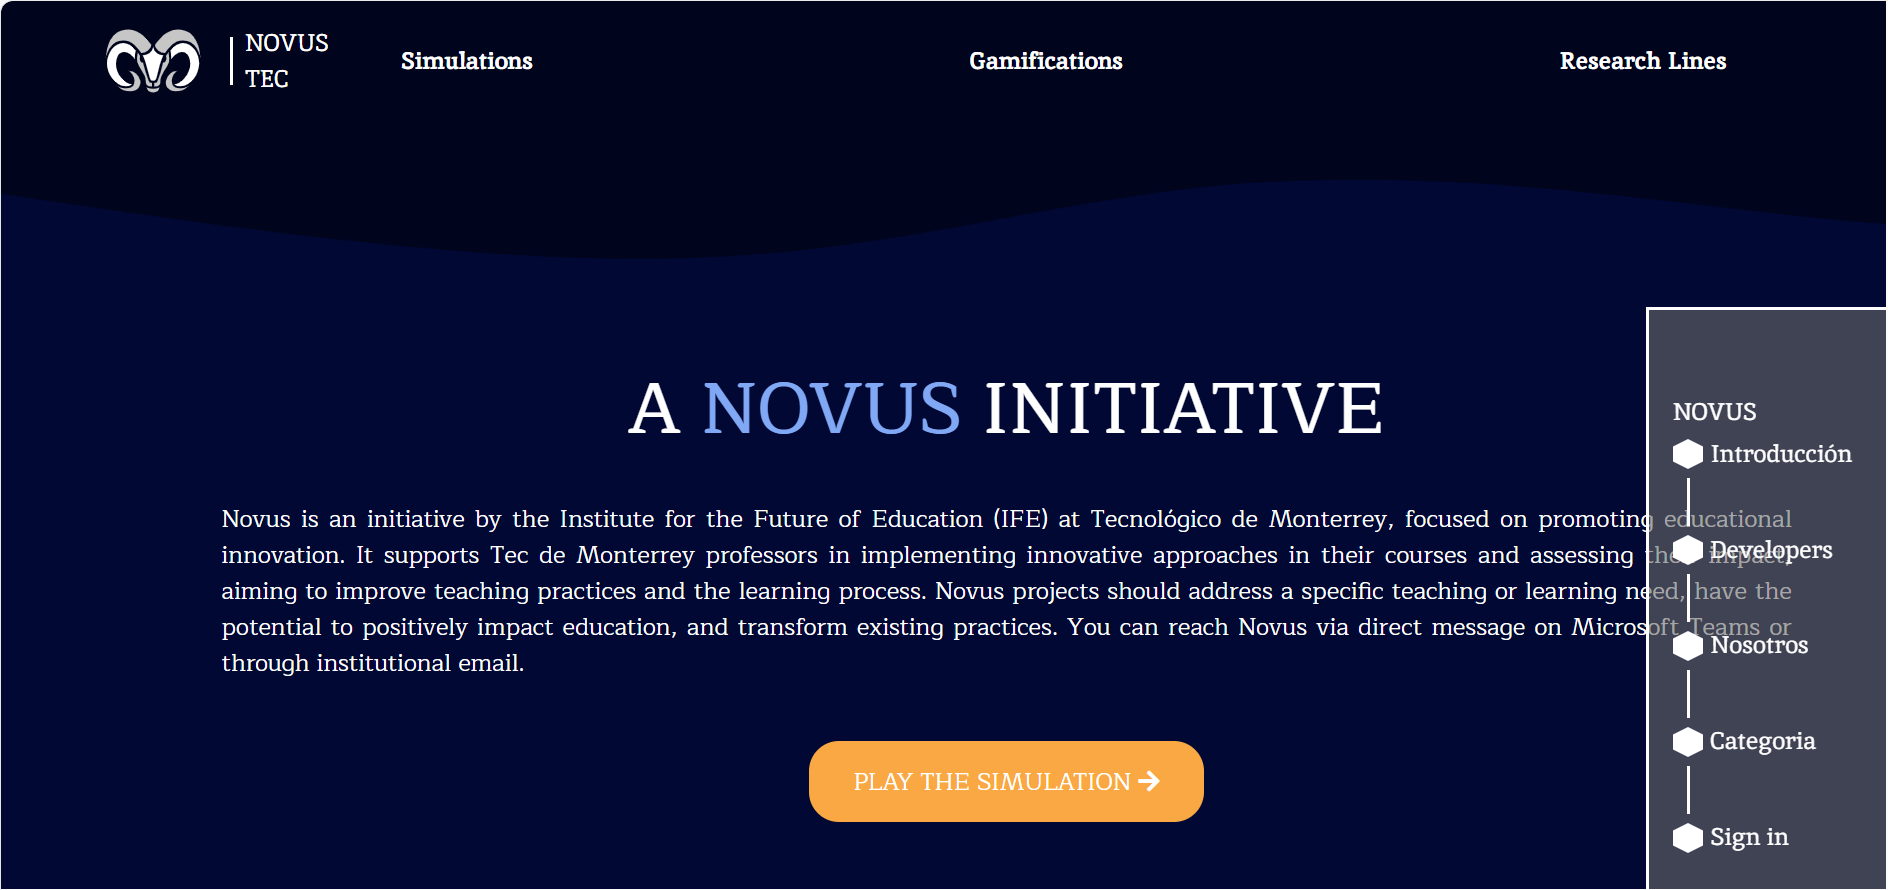 NOVUS
TEC
Simulations
Gamifications
Research Lines
A NOVUS INITIATIVE
Novus is an initiative by the Institute for the Future of Education (IFE) at Tecnológico de Monterrey, focused on promoting educational
innovation. It supports Tec de Monterrey professors in implementing innovative approaches in their courses and assessing their impact,
aiming to improve teaching practices and the learning process. Novus projects should address a specific teaching or learning need, have the
potential to positively impact education, and transform existing practices. You can reach Novus via direct message on Microsoft Teams or
through institutional email.
PLAY THE SIMULATION
NOVUS
Introducción
Developers
Nosotros
Categoria
Sign in